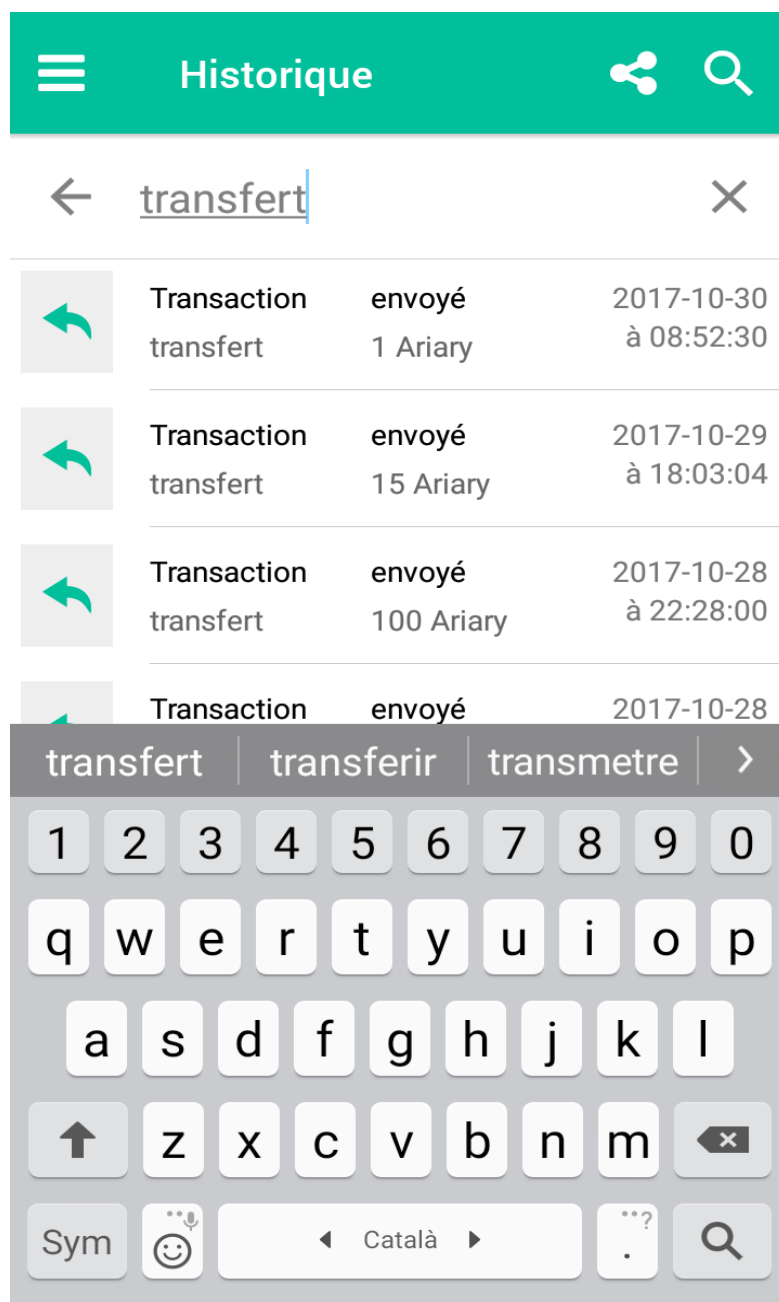 Historique
transfert
Transaction envoyé 2017-10-30
transfert 1 Ariary à 08:52:30
Transaction envoyé 2017-10-29
transfert 15 Ariary à 18:03:04
Transaction envoyé 2017-10-28
transfert 100 Ariary à 22:28:00
Transaction envoyé 2017-10-28
transfert transferir transmetre
1 2 3 4 5 6 7 8 9 0
q w e r t y u i o p
a s d f g h j k l
z x c v b n m
Sym Català . ?